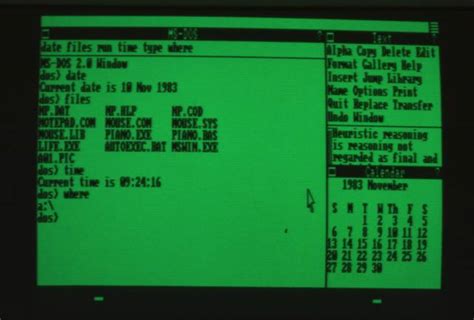 MS-DOS
date files run time type where
MS-DOS 2.0 Window
dos> date
Current date is 10 Nov 1983
dos> files
MP.DAT MP.HLP MP.COD
NOTEPAD.COM MOUSE.COM MOUSE.SYS
MOUSE.LIB PIANO.EXE PIANO.BAS
LIFE.EXE AUTOEXEC.BAT MSWIN.EXE
dos> time
Current time is 09:24:16
dos> where
a:\
dos>
Text
Alpha Copy Delete Edit
Format Gallery Help
Insert Jump Library
Name Options Print
Quit Replace Transfer
Undo Window
Heuristic reasoning
is reasoning not
regarded as final and
Calendar
1983 November
S M T W Th F S
1 2 3 4 5
6 7 8 9 10 11 12
13 14 15 16 17 18 19
20 21 22 23 24 25 26
27 28 29 30